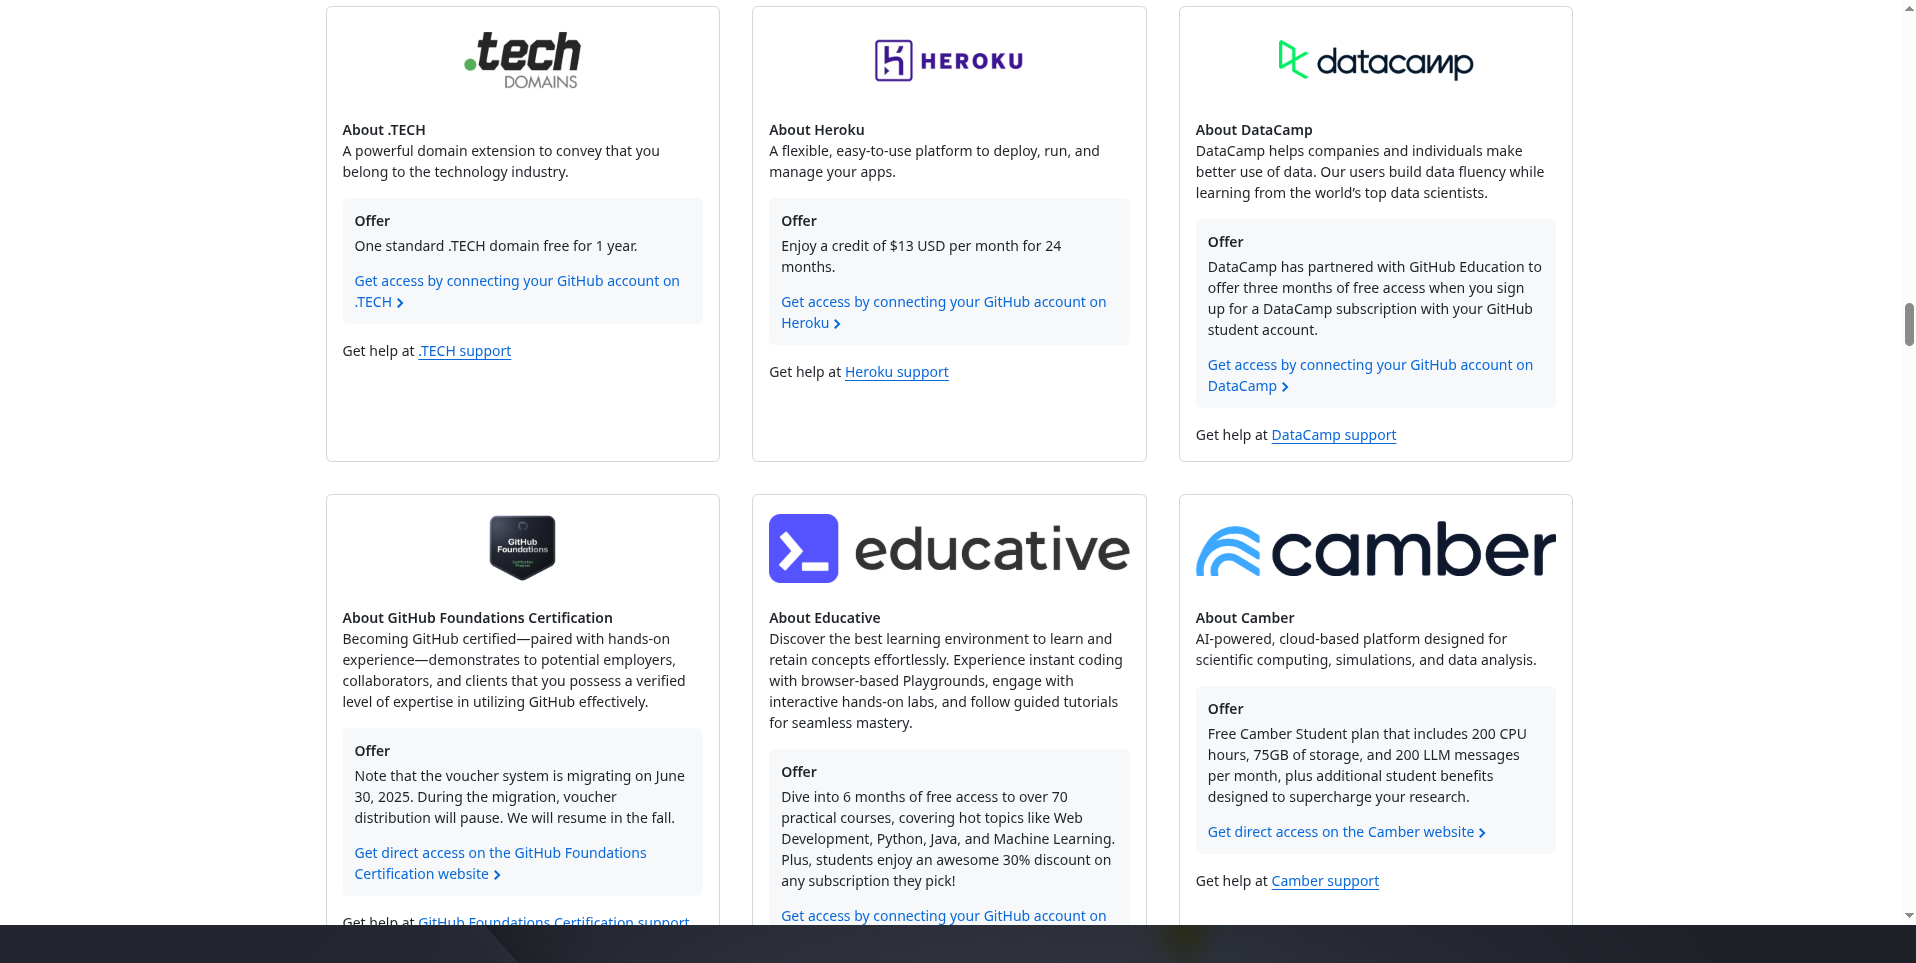 .tech
DOMAINS
About .TECH
A powerful domain extension to convey that you
belong to the technology industry.
Offer
One standard .TECH domain free for 1 year.
Get access by connecting your GitHub account on
.TECH
Get help at .TECH support
HEROKU
About Heroku
A flexible, easy-to-use platform to deploy, run, and
manage your apps.
Offer
Enjoy a credit of $13 USD per month for 24
months.
Get access by connecting your GitHub account on
Heroku
Get help at Heroku support
datacamp
About DataCamp
DataCamp helps companies and individuals make
better use of data. Our users build data fluency while
learning from the world’s top data scientists.
Offer
DataCamp has partnered with GitHub Education to
offer three months of free access when you sign
up for a DataCamp subscription with your GitHub
student account.
Get access by connecting your GitHub account on
DataCamp
Get help at DataCamp support
GitHub
Foundations
About GitHub Foundations Certification
Becoming GitHub certified—paired with hands-on
experience—demonstrates to potential employers,
collaborators, and clients that you possess a verified
level of expertise in utilizing GitHub effectively.
Offer
Note that the voucher system is migrating on June
30, 2025. During the migration, voucher
distribution will pause. We will resume in the fall.
Get direct access on the GitHub Foundations
Certification website
Get help at GitHub Foundations Certification support
educative
About Educative
Discover the best learning environment to learn and
retain concepts effortlessly. Experience instant coding
with browser-based Playgrounds, engage with
interactive hands-on labs, and follow guided tutorials
for seamless mastery.
Offer
Dive into 6 months of free access to over 70
practical courses, covering hot topics like Web
Development, Python, Java, and Machine Learning.
Plus, students enjoy an awesome 30% discount on
any subscription they pick!
Get access by connecting your GitHub account on
camber
About Camber
AI-powered, cloud-based platform designed for
scientific computing, simulations, and data analysis.
Offer
Free Camber Student plan that includes 200 CPU
hours, 75GB of storage, and 200 LLM messages
per month, plus additional student benefits
designed to supercharge your research.
Get direct access on the Camber website
Get help at Camber support